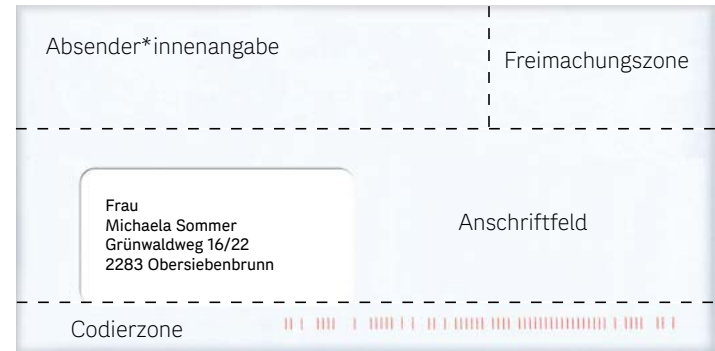 Absender*innenangabe
Freimachungszone
Frau
Michaela Sommer
Grünwaldweg 16/22
2283 Obersiebenbrunn
Anschriftfeld
Codierzone